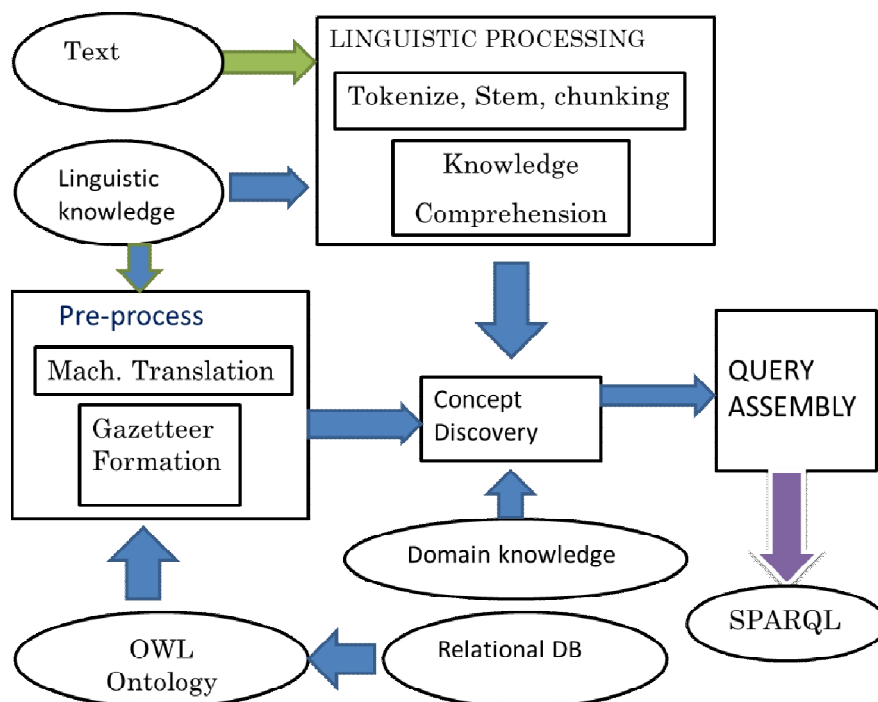 Text
LINGUISTIC PROCESSING
Tokenize, Stem, chunking
Knowledge
Comprehension
Linguistic
knowledge
Pre-process
Mach. Translation
Gazetteer
Formation
Concept
Discovery
QUERY
ASSEMBLY
Domain knowledge
OWL
Ontology
Relational DB
SPARQL